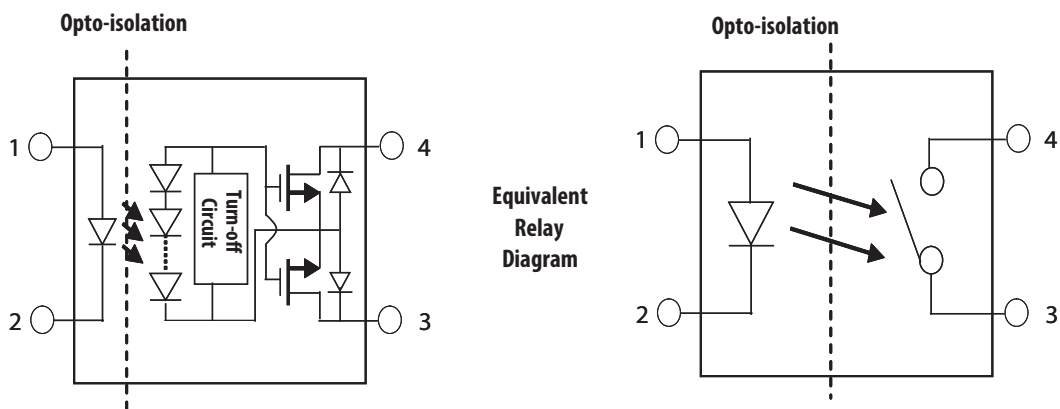 Opto-isolation
1
2
Turn-off
Circuit
4
3
Equivalent
Relay
Diagram
Opto-isolation
1
2
4
3